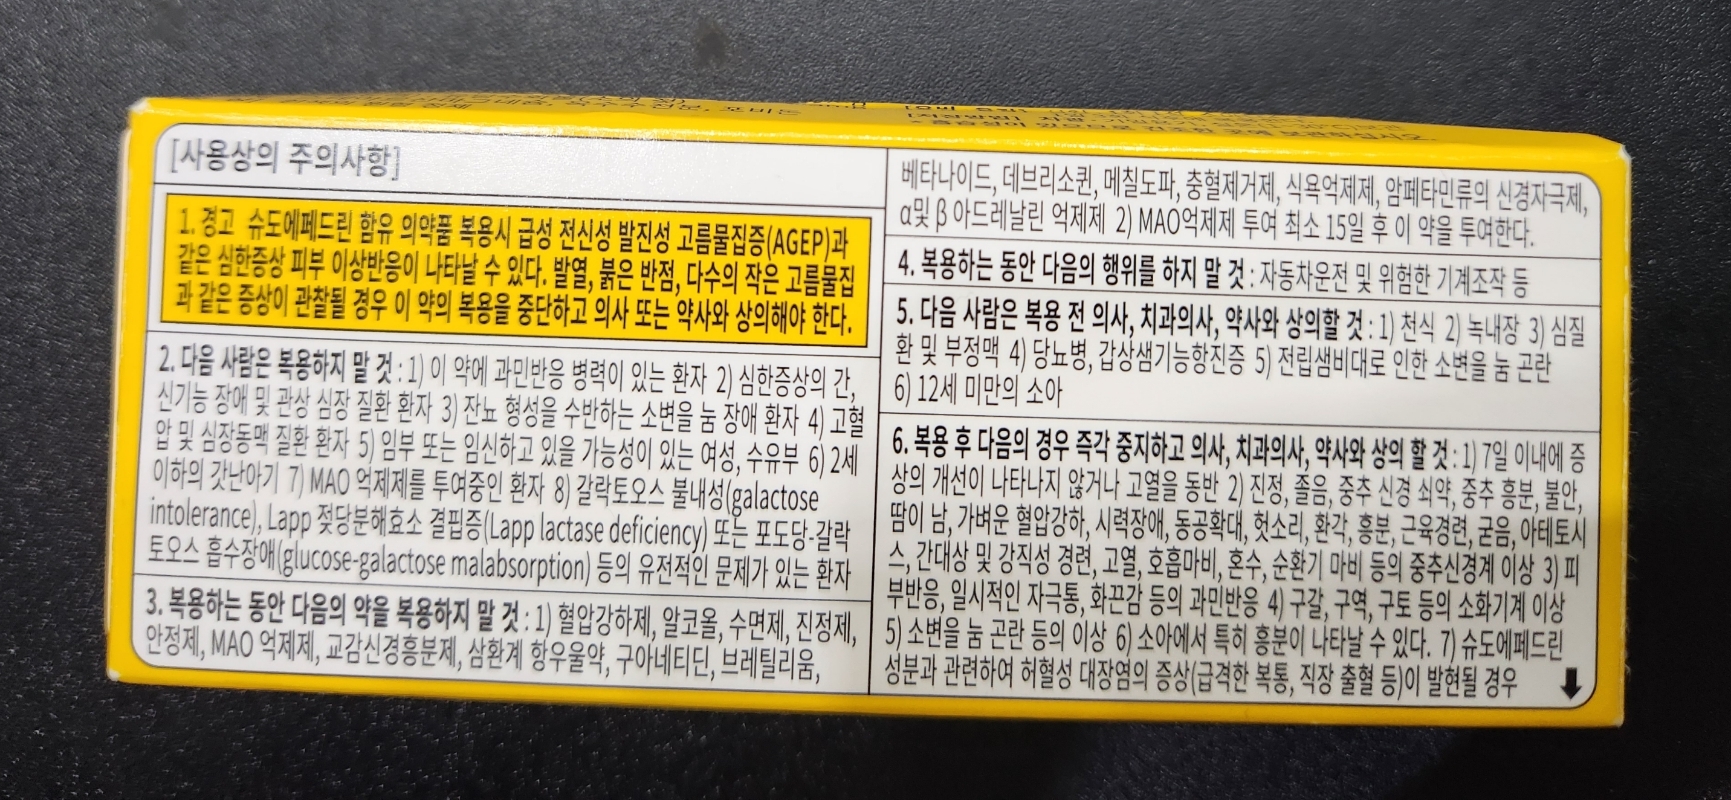 [사용상의 주의사항]
1. 경고 슈도에페드린 함유 의약품 복용시 급성 전신성 발진성 고름물집증(AGEP)과
같은 심한증상 피부 이상반응이 나타날 수 있다. 발열, 붉은 반점, 다수의 작은 고름물집
과 같은 증상이 관찰될 경우 이 약의 복용을 중단하고 의사 또는 약사와 상의해야 한다.
2. 다음 사람은 복용하지 말 것 : 1) 이 약에 과민반응 병력이 있는 환자 2) 심한증상의 간,
신기능 장애 및 관상 심장 질환 환자 3) 잔뇨 형성을 수반하는 소변을 눔 장애 환자 4) 고혈
압 및 심장동맥 질환 환자 5) 임부 또는 임신하고 있을 가능성이 있는 여성, 수유부 6) 2세
이하의 갓난아기 7) MAO 억제제를 투여중인 환자 8) 갈락토오스 불내성(galactose
intolerance), Lapp 젖당분해효소 결핍증(Lapp lactase deficiency) 또는 포도당-갈락
토오스 흡수장애(glucose-galactose malabsorption) 등의 유전적인 문제가 있는 환자
3. 복용하는 동안 다음의 약을 복용하지 말 것 : 1) 혈압강하제, 알코올, 수면제, 진정제,
안정제, MAO 억제제, 교감신경흥분제, 삼환계 항우울약, 구아네티딘, 브레틸리움,
베타나이드, 데브리소퀸, 메칠도파, 충혈제거제, 식욕억제제, 암페타민류의 신경자극제,
α및 β 아드레날린 억제제 2) MAO억제제 투여 최소 15일 후 이 약을 투여한다.
4. 복용하는 동안 다음의 행위를 하지 말 것 : 자동차운전 및 위험한 기계조작 등
5. 다음 사람은 복용 전 의사, 치과의사, 약사와 상의할 것 : 1) 천식 2) 녹내장 3) 심질
환 및 부정맥 4) 당뇨병, 갑상샘기능항진증 5) 전립샘비대로 인한 소변을 눔 곤란
6) 12세 미만의 소아
6. 복용 후 다음의 경우 즉각 중지하고 의사, 치과의사, 약사와 상의 할 것 : 1) 7일 이내에 증
상의 개선이 나타나지 않거나 고열을 동반 2) 진정, 졸음, 중추 신경 쇠약, 중추 흥분, 불안,
땀이 남, 가벼운 혈압강하, 시력장애, 동공확대, 헛소리, 환각, 흥분, 근육경련, 굳음, 아테토시
스, 간대상 및 강직성 경련, 고열, 호흡마비, 혼수, 순환기 마비 등의 중추신경계 이상 3) 피
부반응, 일시적인 자극통, 화끈감 등의 과민반응 4) 구갈, 구역, 구토 등의 소화기계 이상
5) 소변을 눔 곤란 등의 이상 6) 소아에서 특히 흥분이 나타날 수 있다. 7) 슈도에페드린
성분과 관련하여 허혈성 대장염의 증상(급격한 복통, 직장 출혈 등)이 발현될 경우